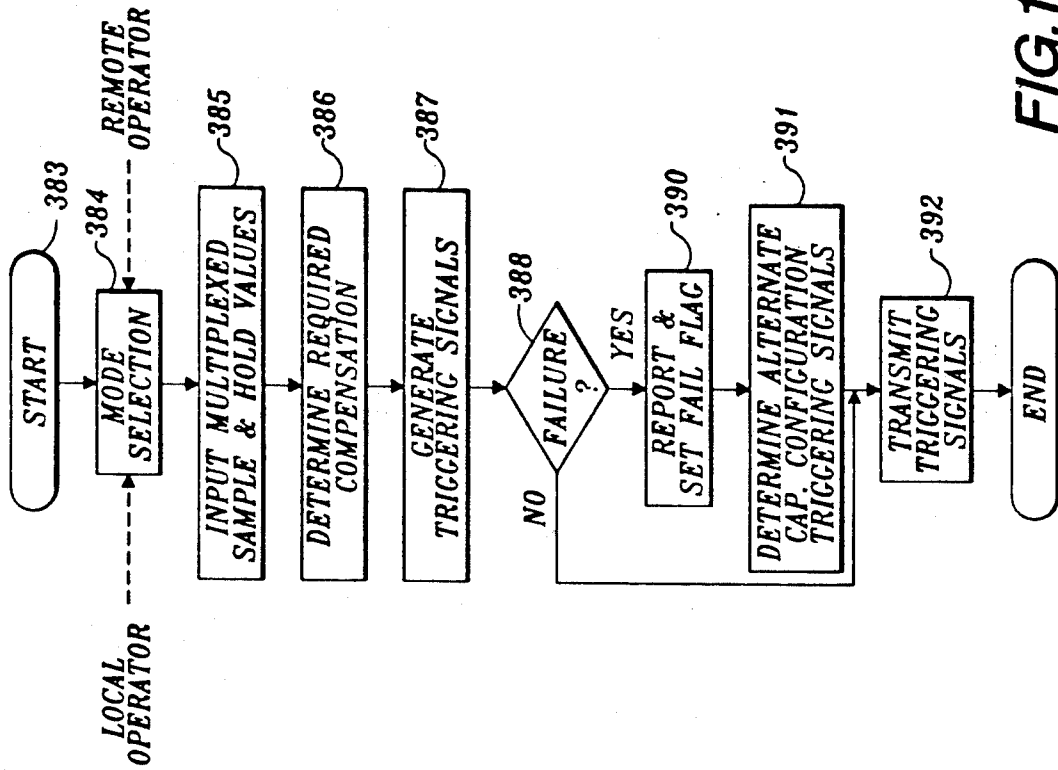 START
383
384
MODE
SELECTION
LOCAL
OPERATOR
REMOTE
OPERATOR
INPUT MULTIPLEXED
SAMPLE & HOLD VALUES
385
DETERMINE REQUIRED
COMPENSATION
386
GENERATE
TRIGGERING SIGNALS
387
FAILURE
?
388
NO
YES
REPORT &
SET FAIL FLAG
390
DETERMINE ALTERNATE
CAP. CONFIGURATION
TRIGGERING SIGNALS
391
TRANSMIT
TRIGGERING
SIGNALS
392
END
FIG.1